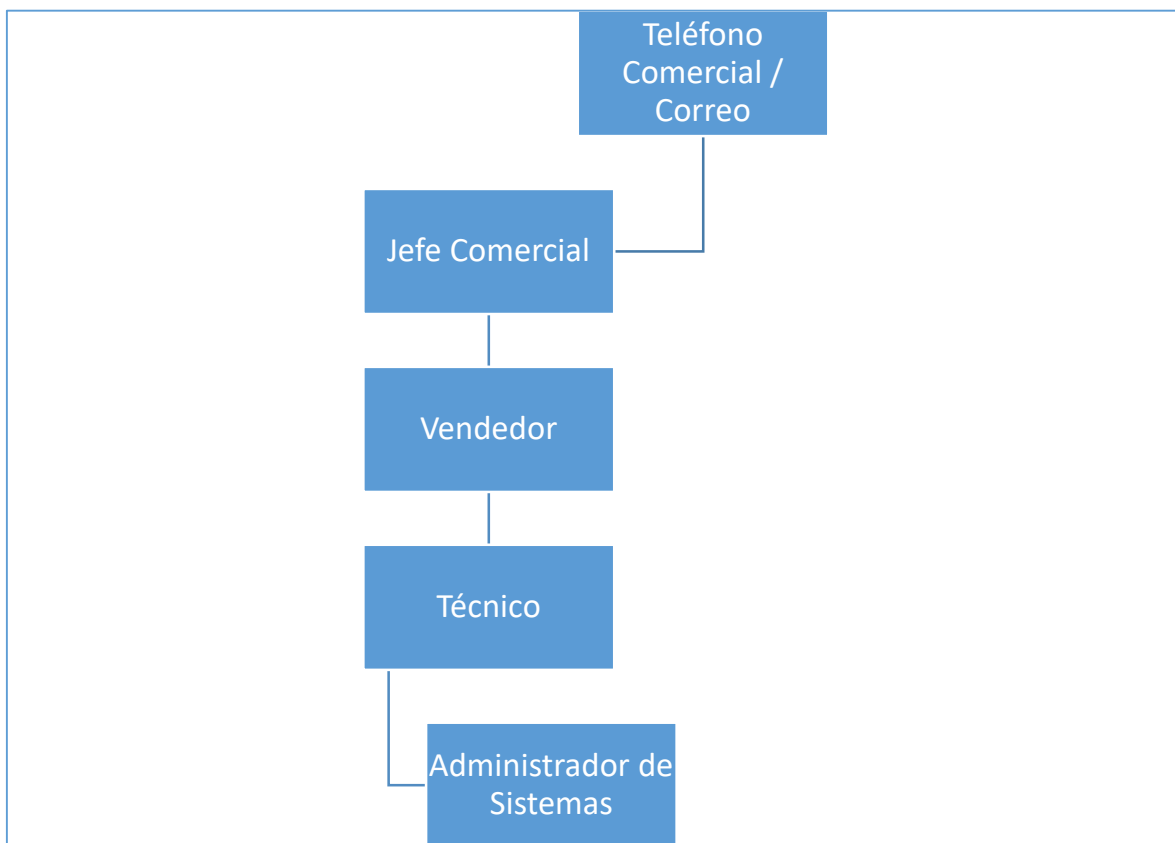 Teléfono
Comercial /
Correo
Jefe Comercial
Vendedor
Técnico
Administrador de
Sistemas